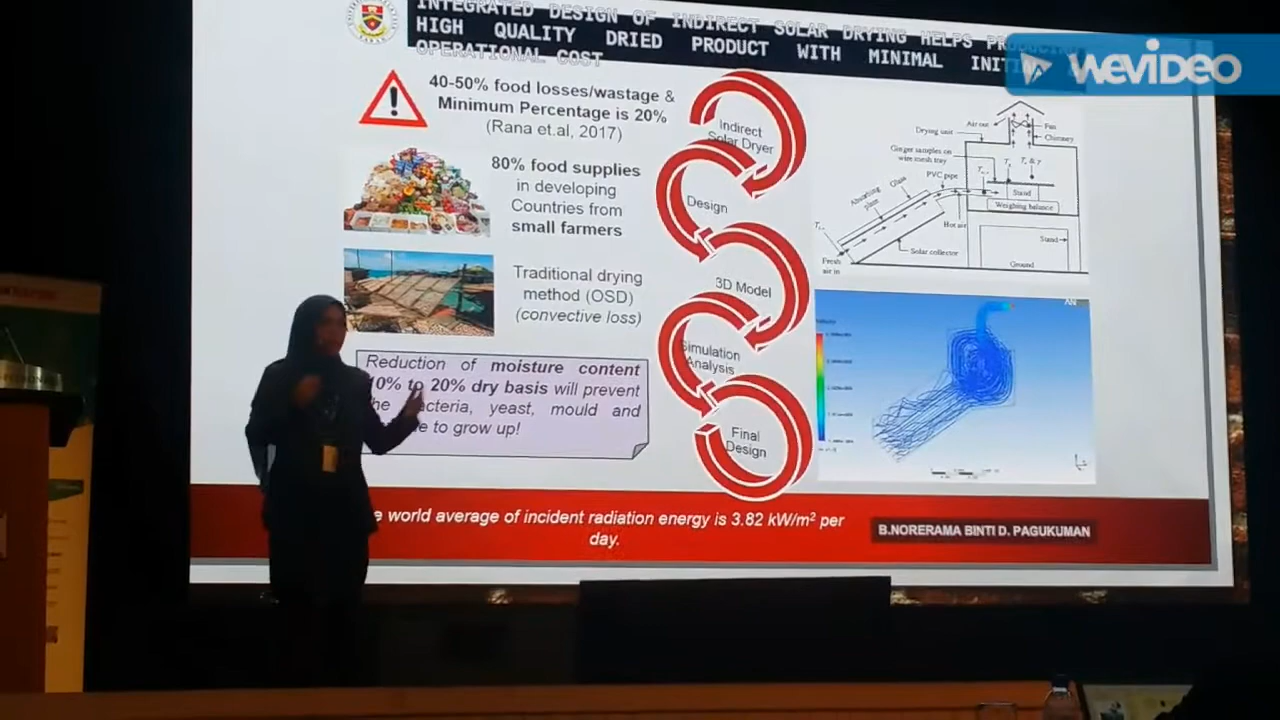 INTEGRATED DESIGN OF INDIRECT SOLAR DRYING HELPS
HIGH QUALITY DRIED PRODUCT WITH MINIMAL
OPERATIONAL COST
WEVIDEO
40-50% food losses/wastage &
Minimum Percentage is 20%
(Rana et.al, 2017)
80% food supplies
in developing
Countries from
small farmers
Traditional drying
method (OSD)
(convective loss)
Reduction of moisture content
10% to 20% dry basis will prevent
bacteria, yeast, mould and
to grow up!
Indirect
Solar Dryer
Design
3D Model
Simulation
Analysis
Final
Design
Air out
Fan
Chimney
Drying unit
Ginger samples on
wire mesh tray
PVC pipe
Glass
Absorbing
plate
Stand
Weighing balance
Hot air
Stand
Solar collector
Fresh
air in
Ground
world average of incident radiation energy is 3.82 kW/m² per
day.
B.NORERAMA BINTI D. PAGUKUMAN